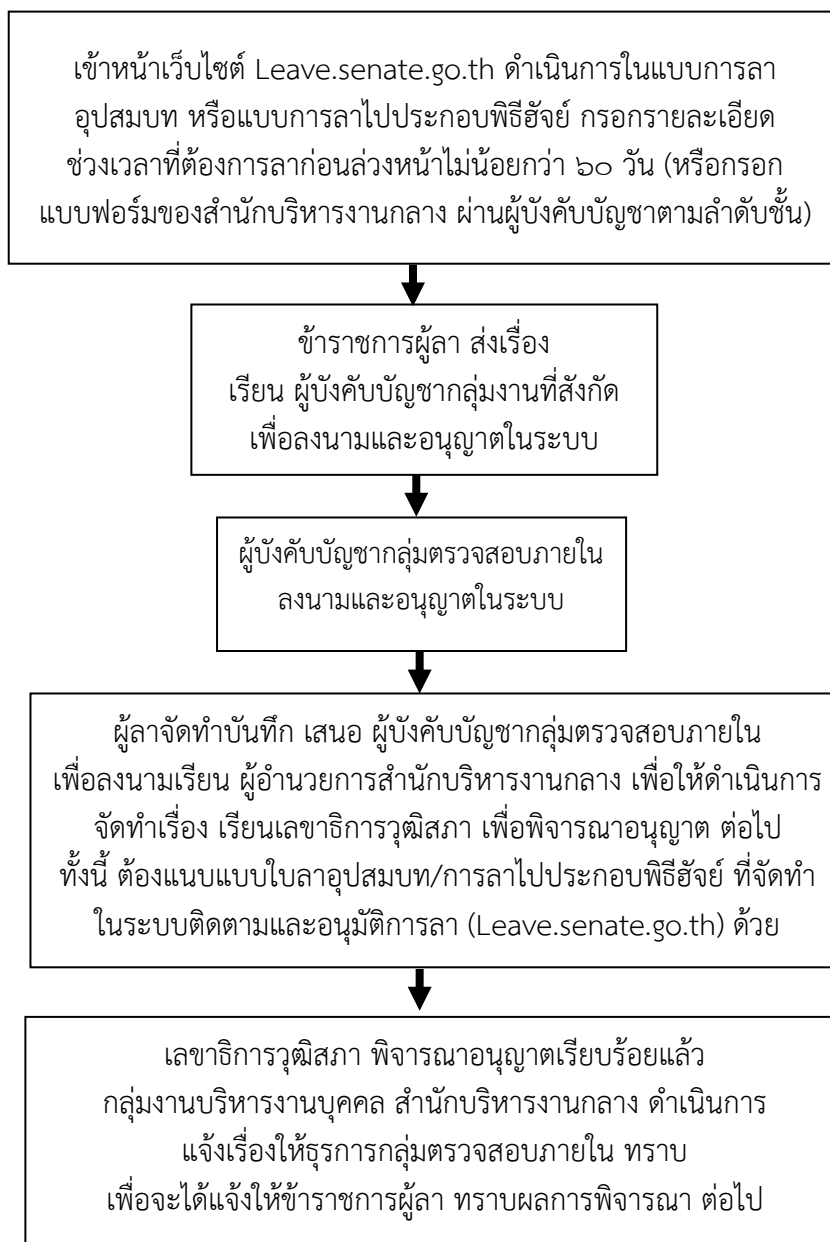 เข้าหน้าเว็บไซต์ Leave.senate.go.th ดำเนินการในแบบการลา
อุปสมบท หรือแบบการลาไปประกอบพิธีฮัจย์ กรอกรายละเอียด
ช่วงเวลาที่ต้องการลาก่อนล่วงหน้าไม่น้อยกว่า ๖๐ วัน (หรือกรอก
แบบฟอร์มของสำนักบริหารงานกลาง ผ่านผู้บังคับบัญชาตามลำดับชั้น)
ข้าราชการผู้ลา ส่งเรื่อง
เรียน ผู้บังคับบัญชากลุ่มงานที่สังกัด
เพื่อลงนามและอนุญาตในระบบ
ผู้บังคับบัญชากลุ่มตรวจสอบภายใน
ลงนามและอนุญาตในระบบ
ผู้ลาจัดทำบันทึก เสนอ ผู้บังคับบัญชากลุ่มตรวจสอบภายใน
เพื่อลงนามเรียน ผู้อำนวยการสำนักบริหารงานกลาง เพื่อให้ดำเนินการ
จัดทำเรื่อง เรียนเลขาธิการวุฒิสภา เพื่อพิจารณาอนุญาต ต่อไป
ทั้งนี้ ต้องแนบแบบใบลาอุปสมบท/การลาไปประกอบพิธีฮัจย์ ที่จัดทำ
ในระบบติดตามและอนุมัติการลา (Leave.senate.go.th) ด้วย
เลขาธิการวุฒิสภา พิจารณาอนุญาตเรียบร้อยแล้ว
กลุ่มงานบริหารงานบุคคล สำนักบริหารงานกลาง ดำเนินการ
แจ้งเรื่องให้ธุรการกลุ่มตรวจสอบภายใน ทราบ
เพื่อจะได้แจ้งให้ข้าราชการผู้ลา ทราบผลการพิจารณา ต่อไป